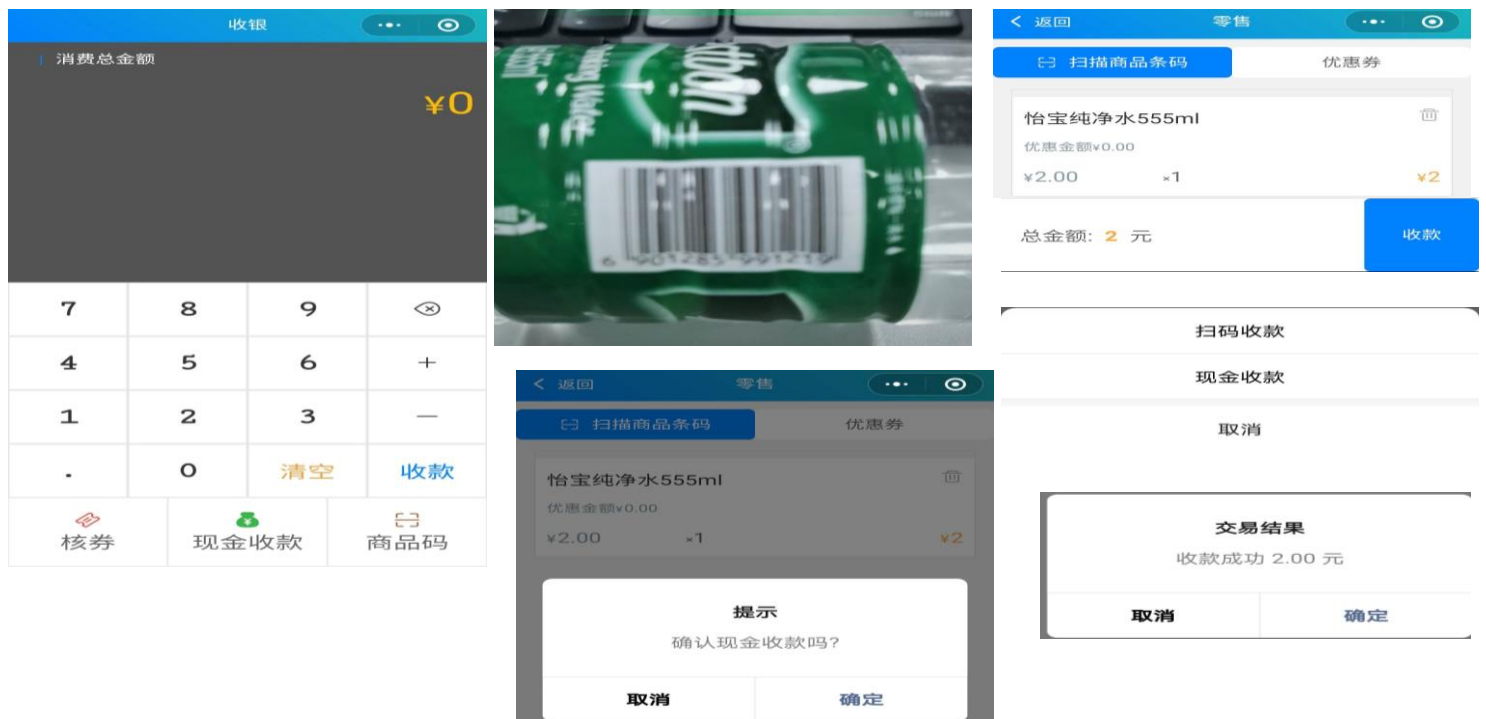 收银
消费总金额
¥0
7 8 9
4 5 6 +
1 2 3 —
. 0 清空 收款
核券 现金收款 商品码
555ml
6 901285 991219
返回 零售
扫描商品条码 优惠券
怡宝纯净水555ml
优惠金额¥0.00
¥2.00 ×1 ¥2
总金额: 2 元 收款
扫码收款
现金收款
取消
返回 零售
扫描商品条码 优惠券
怡宝纯净水555ml
优惠金额¥0.00
¥2.00 ×1 ¥2
提示
确认现金收款吗?
取消 确定
交易结果
收款成功 2.00 元
取消 确定